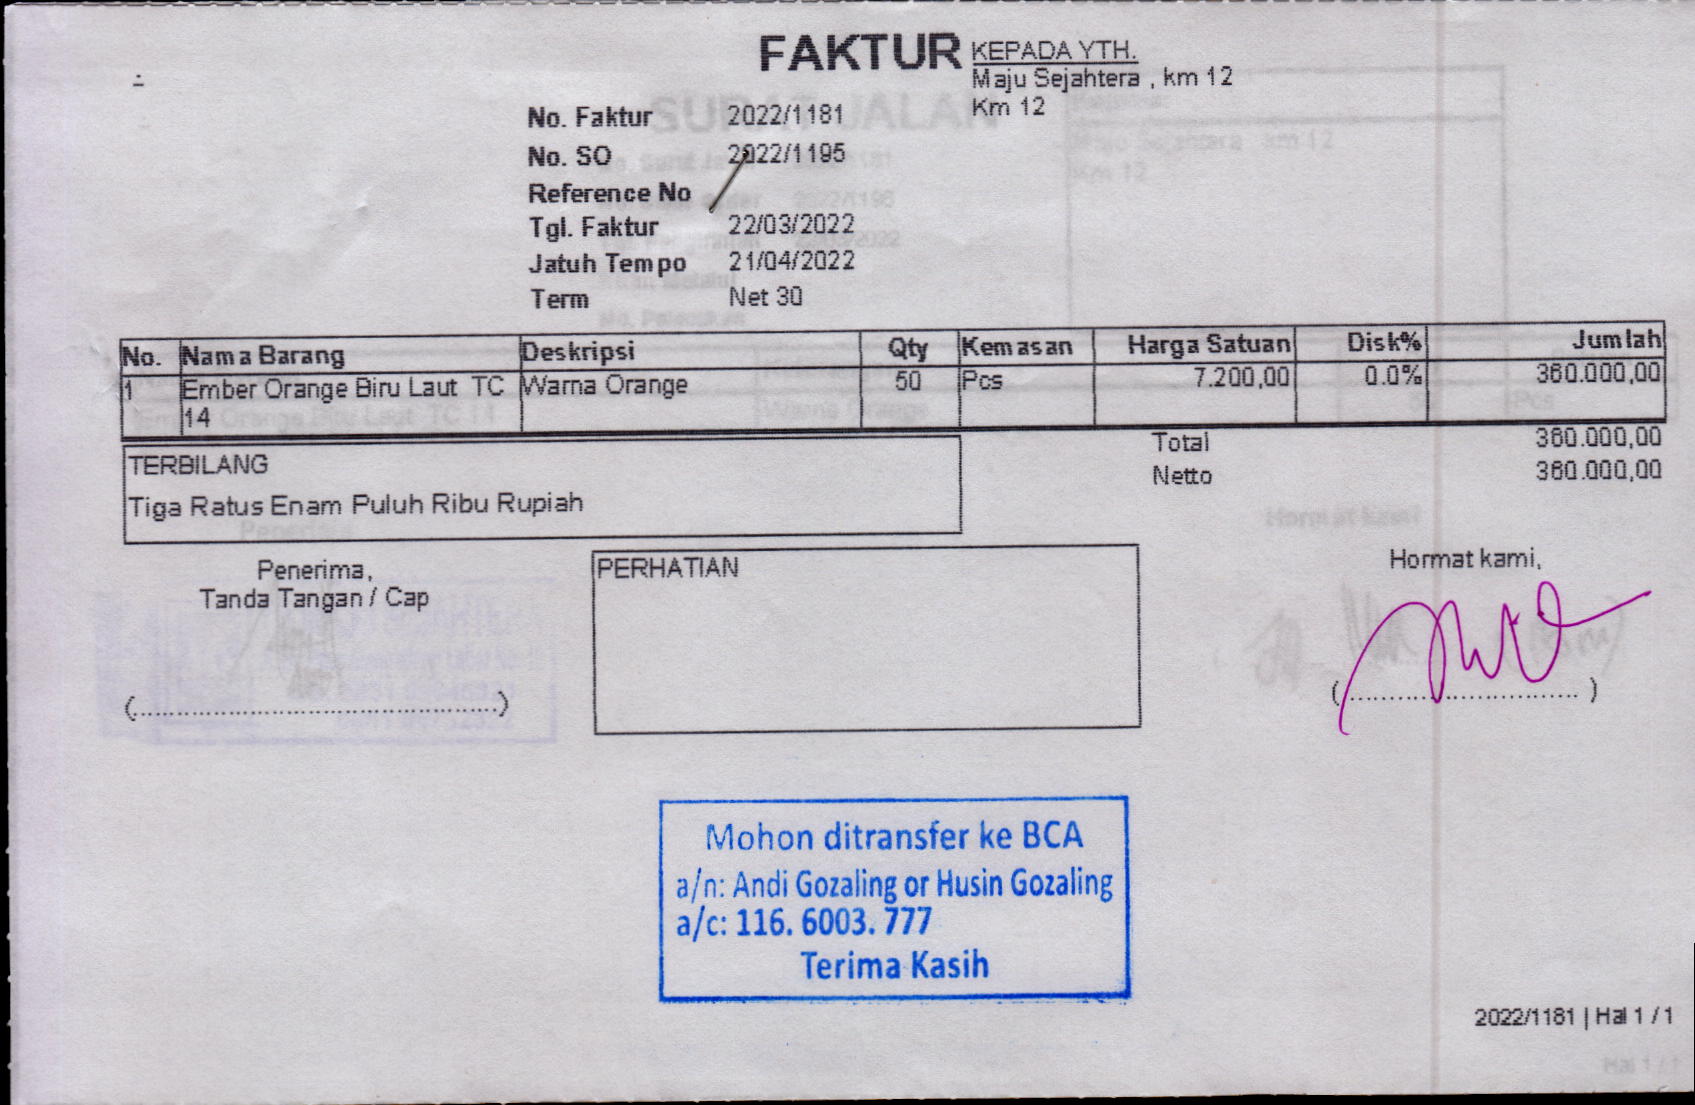 FAKTUR
KEPADA YTH.
Maju Sejahtera , km 12
Km 12
No. Faktur 2022/1181
No. SO 2022/1195
Reference No
Tgl. Faktur 22/03/2022
Jatuh Tempo 21/04/2022
Term Net 30
No. Nama Barang Deskripsi Qty Kemasan Harga Satuan Disk% Jumlah
1 Ember Orange Biru Laut TC Warna Orange 50 Pcs 7.200,00 0.0% 360.000,00
14
Total 360.000,00
Netto 360.000,00
TERBILANG
Tiga Ratus Enam Puluh Ribu Rupiah
Penerima,
Tanda Tangan / Cap
(......................................................)
PERHATIAN
Hormat kami,
(.................................)
Mohon ditransfer ke BCA
a/n: Andi Gozaling or Husin Gozaling
a/c: 116. 6003. 777
Terima Kasih
2022/1181 | Hal 1 / 1